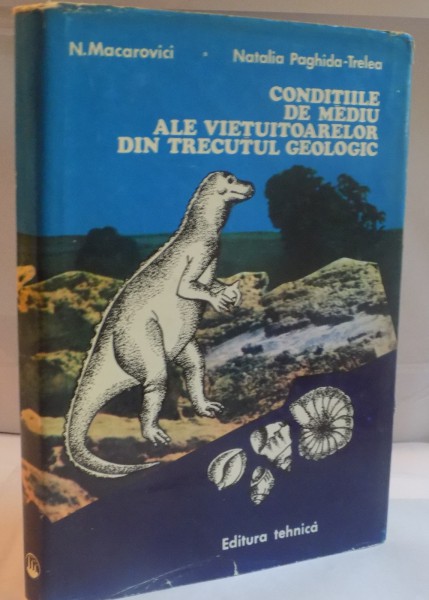 N. Macarovici • Natalia Paghida-Trelea
CONDITIILE
DE MEDIU
ALE VIETUITOARELOR
DIN TRECUTUL GEOLOGIC
Editura tehnică